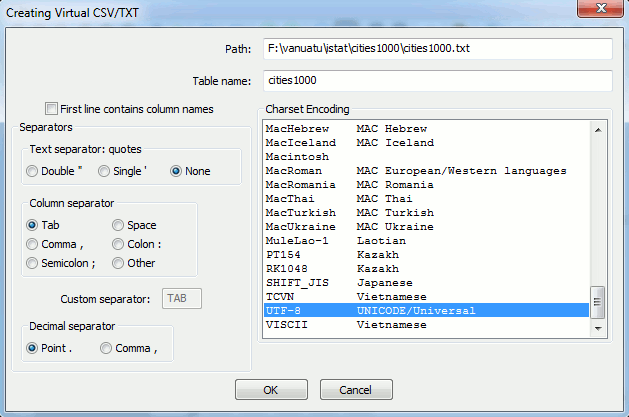 Creating Virtual CSV/TXT
Path: F:\vanuatu\istat\cities1000\cities1000.txt
Table name: cities1000
First line contains column names
Separators
Text separator: quotes
Double " Single ' None
Column separator
Tab Space
Comma , Colon :
Semicolon ; Other
Custom separator: TAB
Decimal separator
Point . Comma ,
Charset Encoding
MacHebrew MAC Hebrew
MacIceland MAC Iceland
Macintosh
MacRoman MAC European/Western languages
MacRomania MAC Romania
MacThai MAC Thai
MacTurkish MAC Turkish
MacUkraine MAC Ukraine
MuleLao-1 Laotian
PT154 Kazakh
RK1048 Kazakh
SHIFT_JIS Japanese
TCVN Vietnamese
UTF-8 UNICODE/Universal
VISCII Vietnamese
OK Cancel